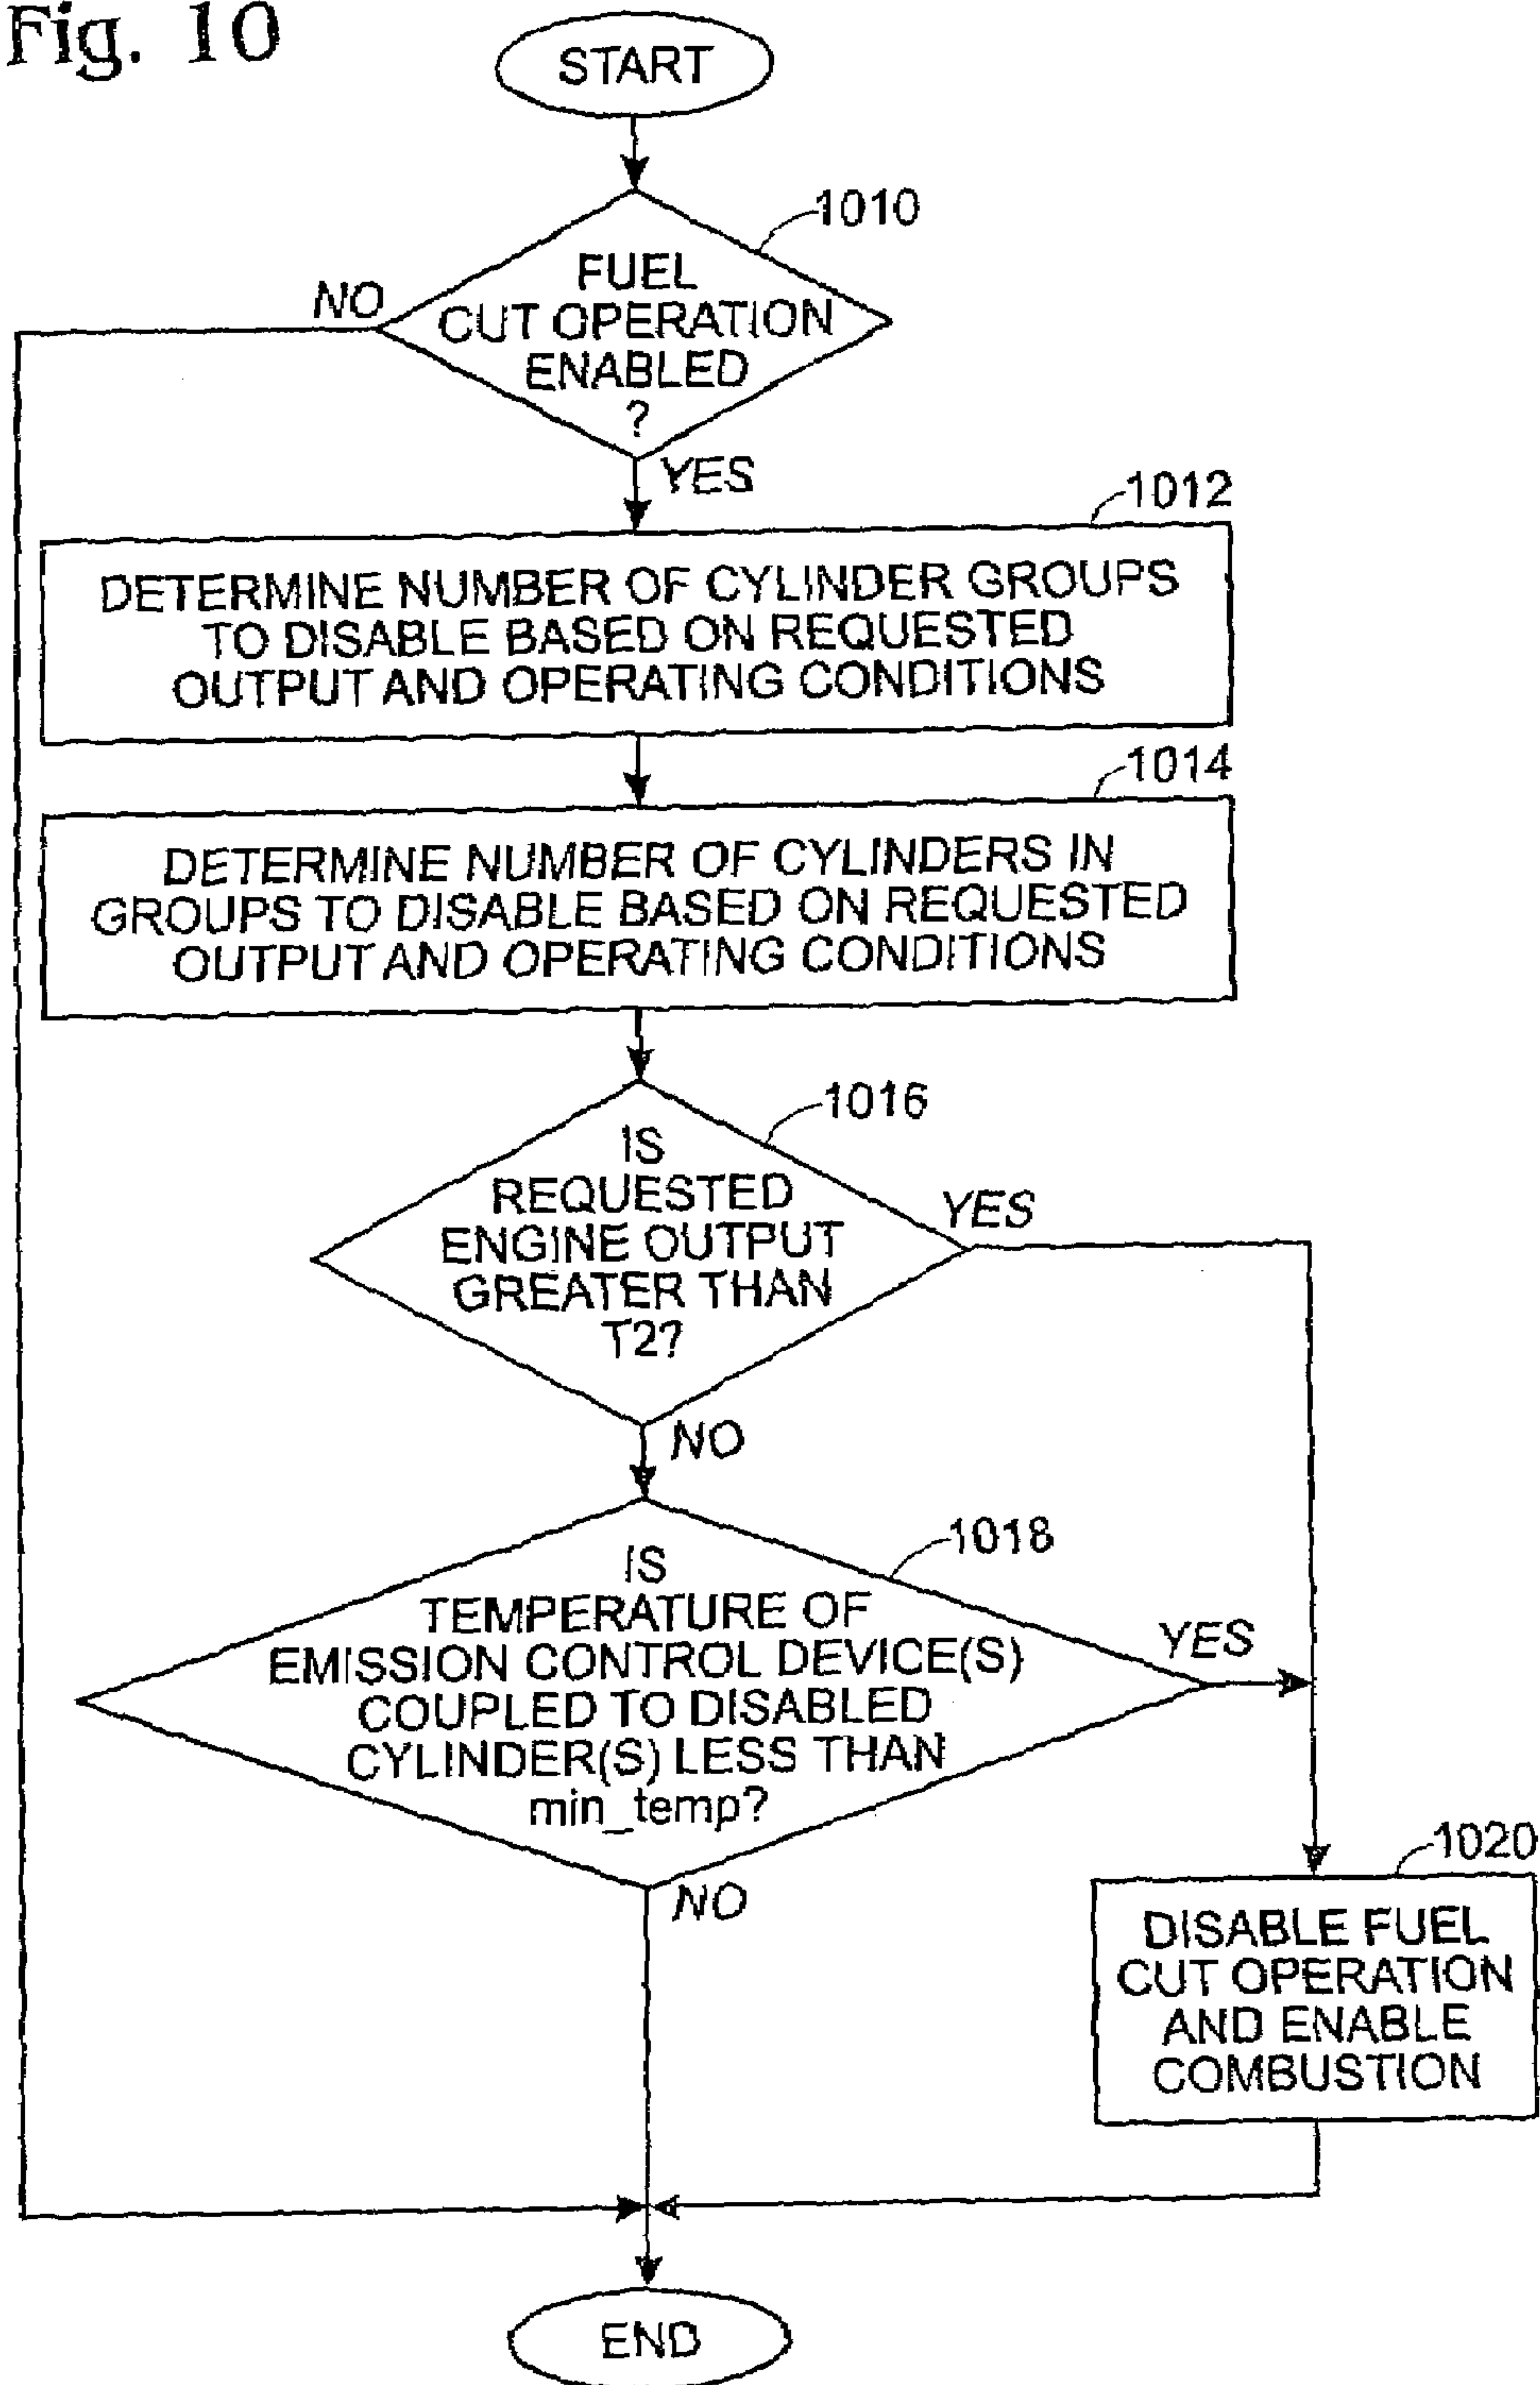 Fig. 10
START
1010
FUEL
CUT OPERATION
ENABLED
?
NO
YES
1012
DETERMINE NUMBER OF CYLINDER GROUPS
TO DISABLE BASED ON REQUESTED
OUTPUT AND OPERATING CONDITIONS
1014
DETERMINE NUMBER OF CYLINDERS IN
GROUPS TO DISABLE BASED ON REQUESTED
OUTPUT AND OPERATING CONDITIONS
1016
IS
REQUESTED
ENGINE OUTPUT
GREATER THAN
T2?
YES
NO
1018
IS
TEMPERATURE OF
EMISSION CONTROL DEVICE(S)
COUPLED TO DISABLED
CYLINDER(S) LESS THAN
min_temp?
YES
NO
1020
DISABLE FUEL
CUT OPERATION
AND ENABLE
COMBUSTION
END